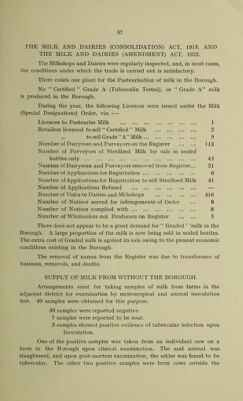 57
THE MILK AND DAIRIES (CONSOLIDATION) ACT, 1915, AND
THE MILK AND DAIRIES (AMENDMENT) ACT, 1922.
The Milkshops and Dairies were regularly inspected, and, in most cases,
the conditions under which the trade is carried out is satisfactory.
There exists one plant for the Pasteurisation of milk in the Borough.
No " Certified " Grade A (Tuberculin Tested), or " Grade A" milk
is produced in the Borough.
During the year, the following Licences were issued under the Milk
(Special Designations) Order, viz. :—
Licences to Pasteurise Milk ... ... ... ... ... ... 1
Retailers licenced to sell " Certified " Milk ... ... ... 2
,, to sell Grade "A" Milk ... ... ... ... 5
Number of Dairymen and Purveyors on the Register ... 113
Number of Purveyors of Sterilized Milk for sale in sealed
bottles only ... ... ... ... ... ... ... ... 41
Number of Dairymen and Purveyors removed from Register... 21
Number of Applications for Registration ... ... ... ... 6
Number of Applications for Registration to sell Sterilised Milk 41
Number of Applications Refused ... ... ... ... —
Number of Visits to Dairies and Milkshops ... ... ... 416
Number of Notices served for infringements of Order ... 8
Number of Notices complied with ... ... ... ... ... 8
Number of Wholesalers not Producers on Register ... ... 5
There does not appear to be a great demand for " Graded " milk in the
Borough. A large proportion of the milk is now being sold in sealed bottles.
The extra cost of Graded milk is against its sale owing to the present economic
conditions existing in the Borough.
The removal of names from the Register was due to transference of
business, removals, and deaths.
SUPPLY OF MILK FROM WITHOUT THE BOROUGH.
Arrangements exist for taking samples of milk from farms in the
adjacent district for examination by microscopical and animal inoculation
test. 40 samples were obtained for this purpose.
30 samples were reported negative.
7 samples were reported to be sour.
3 samples showed positive evidence of tubercular infection upon
Inoculation.
One of the positive samples was taken from an individual cow on a
farm in the Borough upon clinical examination. The said animal was
slaughtered, and upon post-mortem examination, the udder was found to be
tubercular. The other two positive samples were from cows outside the